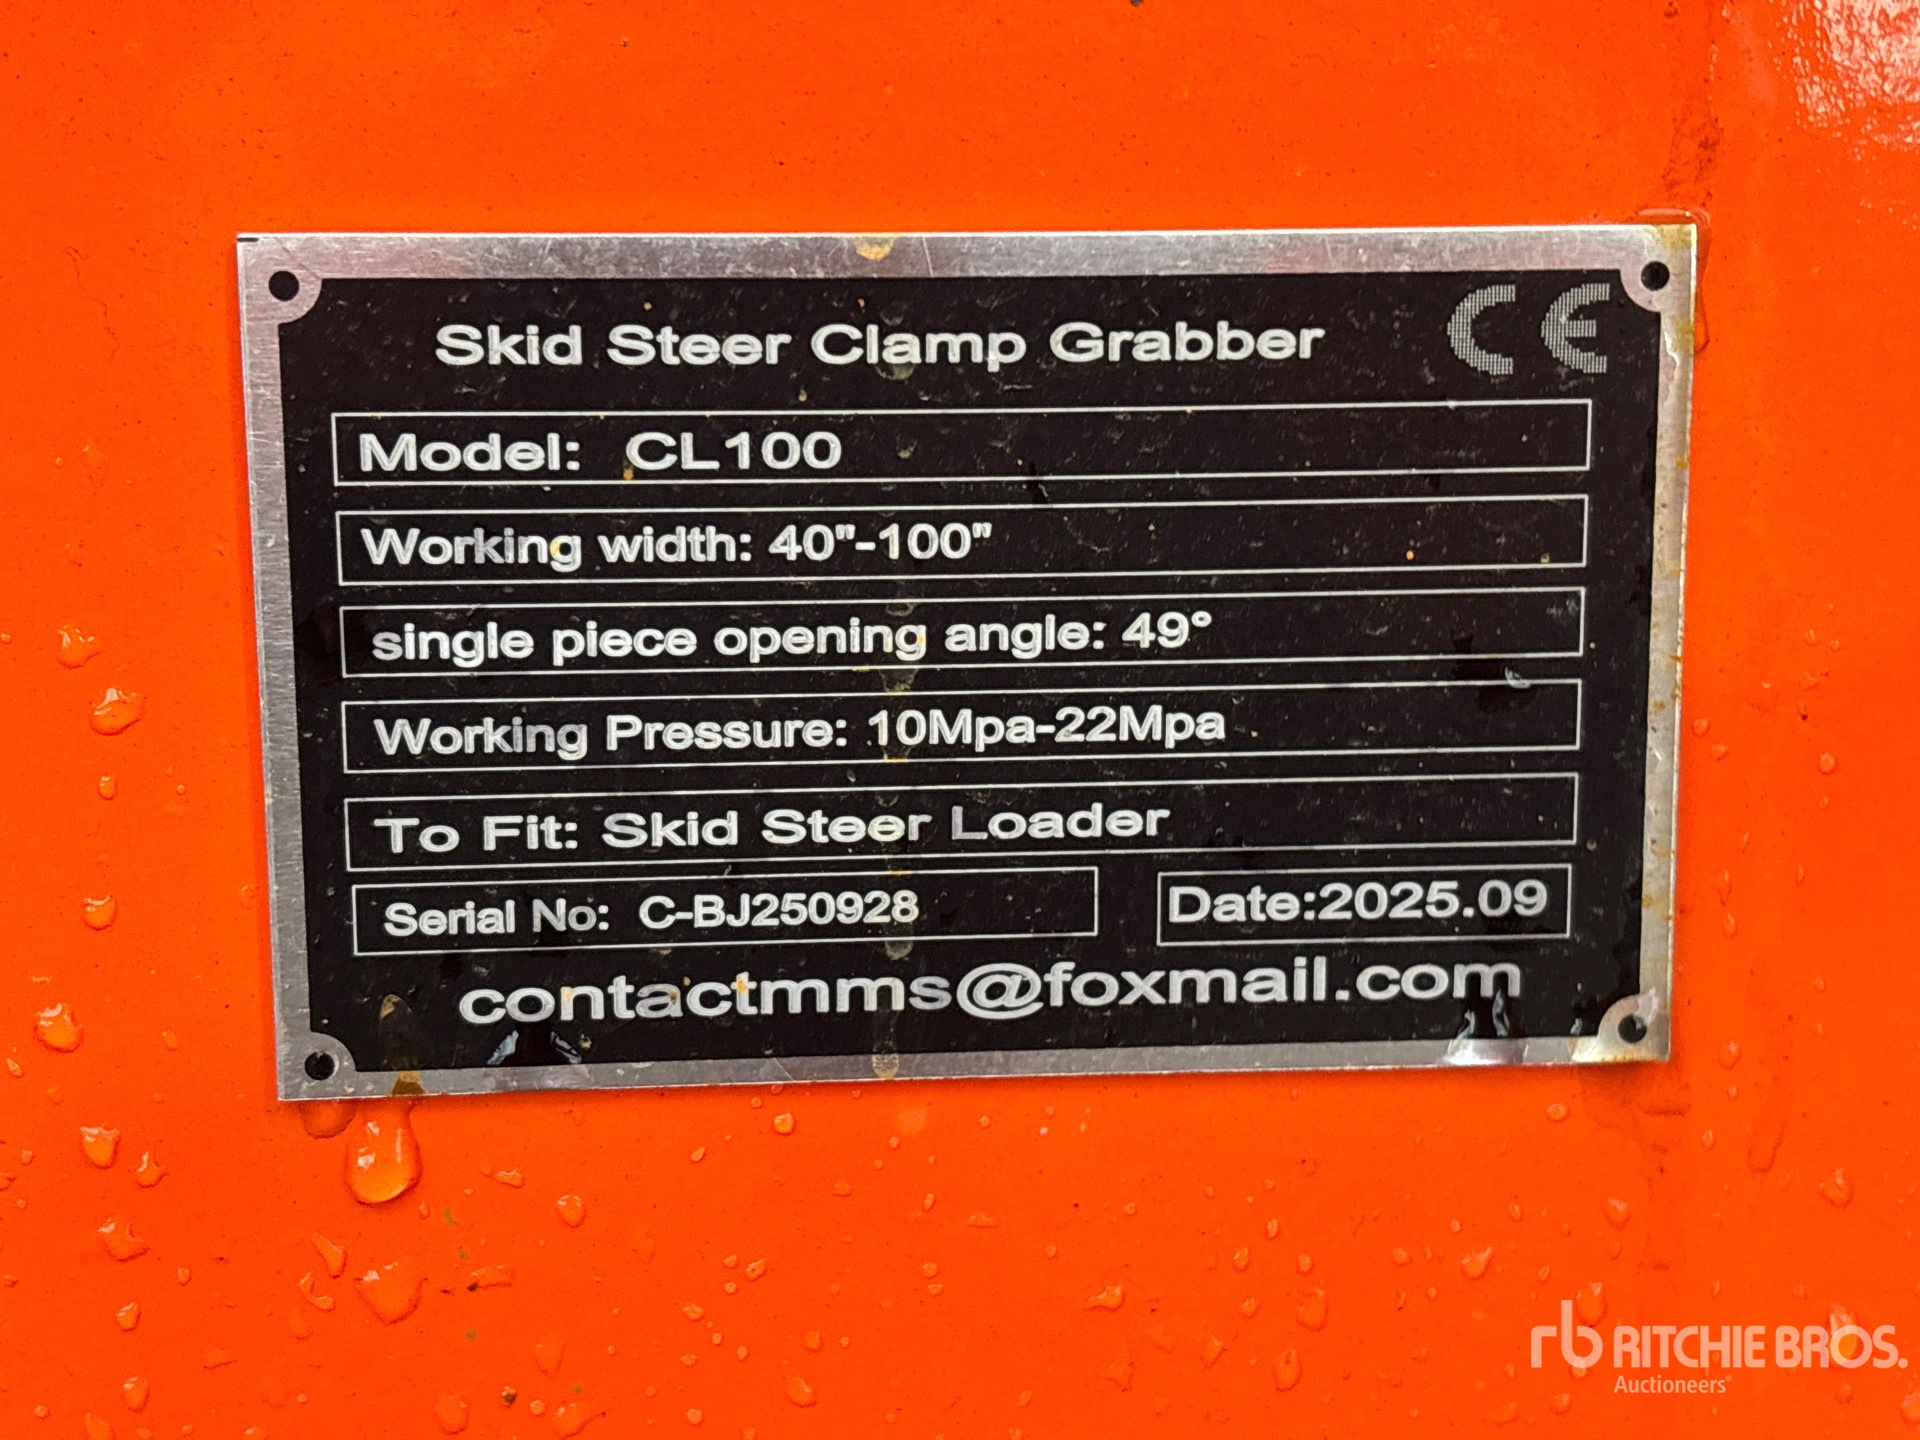 Skid Steer Clamp Grabber CE
Model: CL100
Working width: 40"-100"
single piece opening angle: 49°
Working Pressure: 10Mpa-22Mpa
To Fit: Skid Steer Loader
Serial No: C-BJ250928 Date:2025.09
contactmms@foxmail.com
rb RITCHIE BROS.
Auctioneers